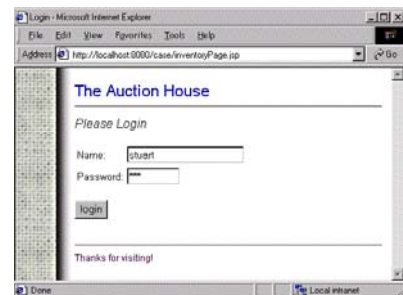 Login - Microsoft Internet Explorer
File Edit View Favorites Tools Help
Address http://localhost:8080/case/inventoryPage.jsp Go
The Auction House
Please Login
Name: stuart
Password: ***
login
Thanks for visiting!
Done Local intranet